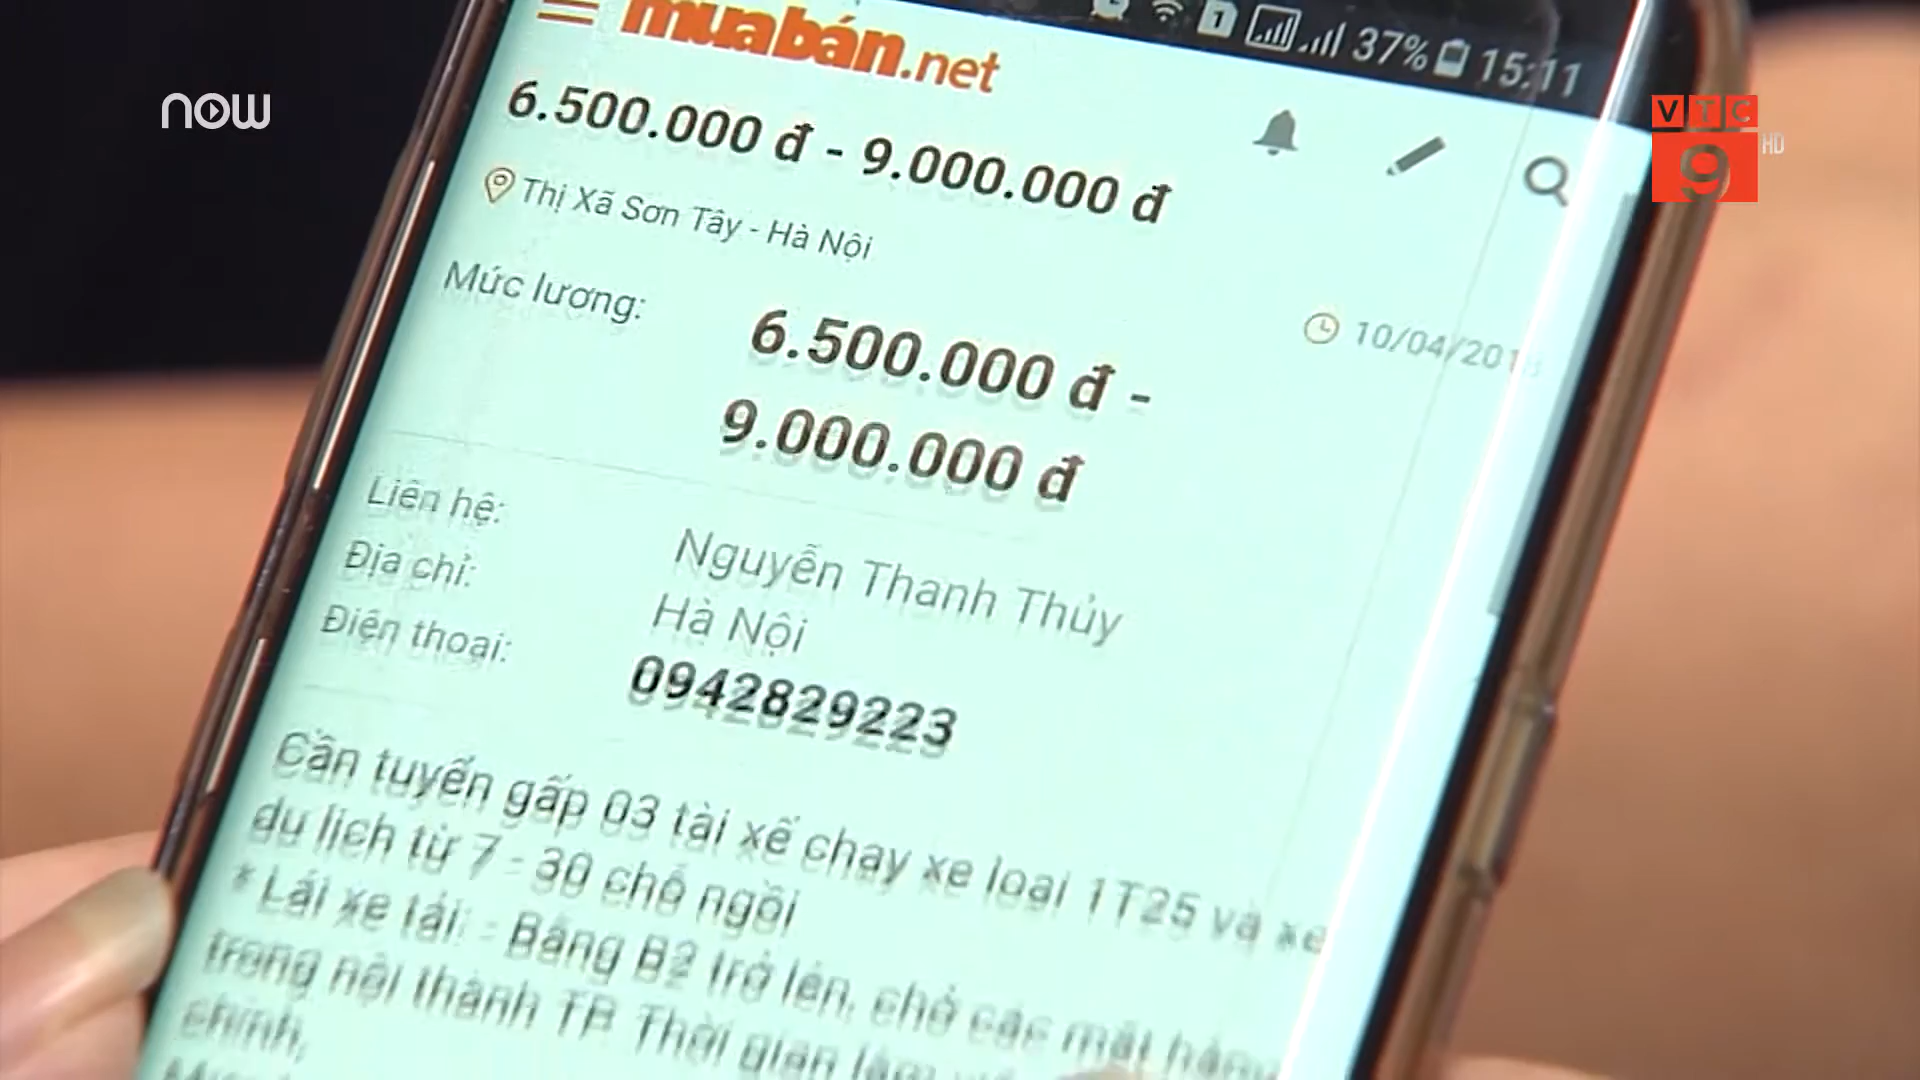 now
VTC
9
HD
1
37%
15:11
muabán.net
6.500.000 đ - 9.000.000 đ
Thị Xã Sơn Tây - Hà Nội
10/04/201
Mức lương:
6.500.000 đ -
9.000.000 đ
Liên hệ:
Nguyễn Thanh Thủy
Địa chỉ:
Hà Nội
Điện thoại:
0942829223
Cần tuyển gấp 03 tài xế chạy xe loại 1T25 và xe
du lịch từ 7 - 30 chỗ ngồi
* Lái xe tải: - Bằng B2 trở lên, chở các mặt hàng
trong nội thành TP. Thời gian làm
chính,